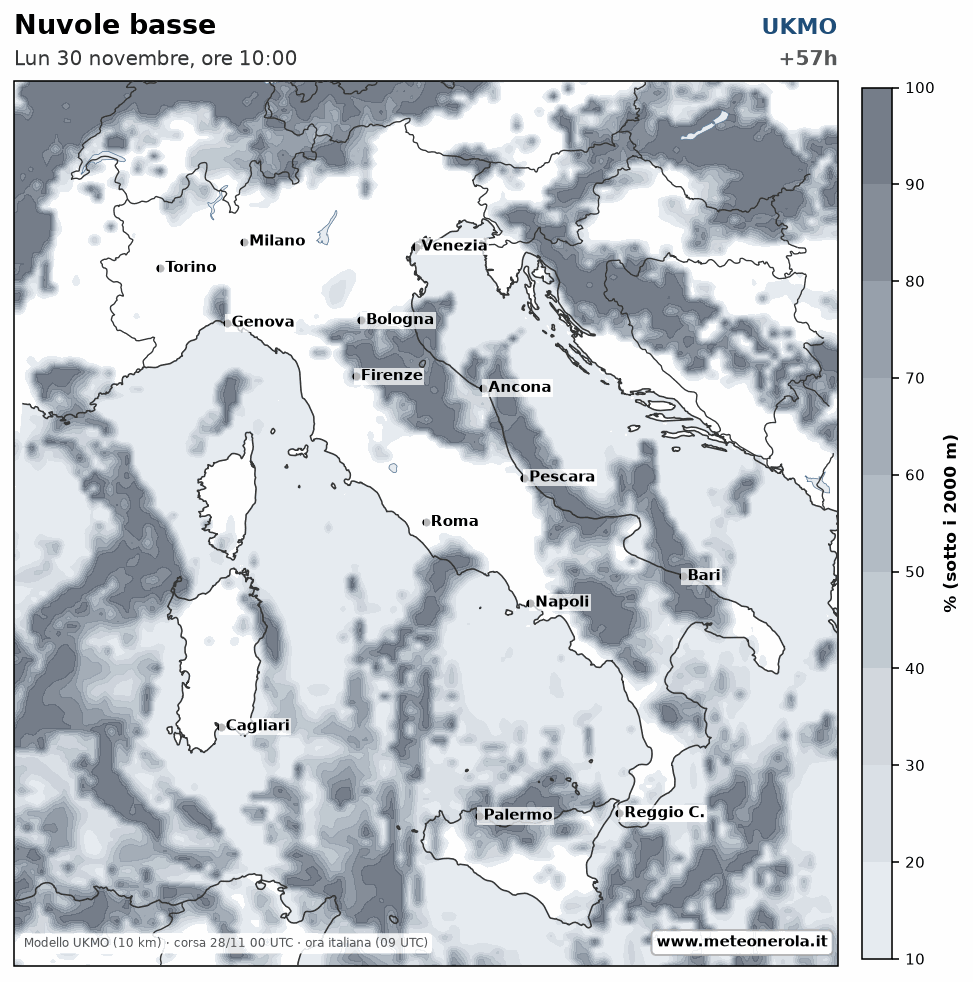 Nuvole basse
UKMO
Lun 30 novembre, ore 10:00
+57h
Milano
Venezia
Torino
Genova
Bologna
Firenze
Ancona
Pescara
Roma
Bari
Napoli
Cagliari
Palermo
Reggio C.
Modello UKMO (10 km) · corsa 28/11 00 UTC · ora italiana (09 UTC)
www.meteonerola.it
100
90
80
70
60
50
40
30
20
10
% (sotto i 2000 m)